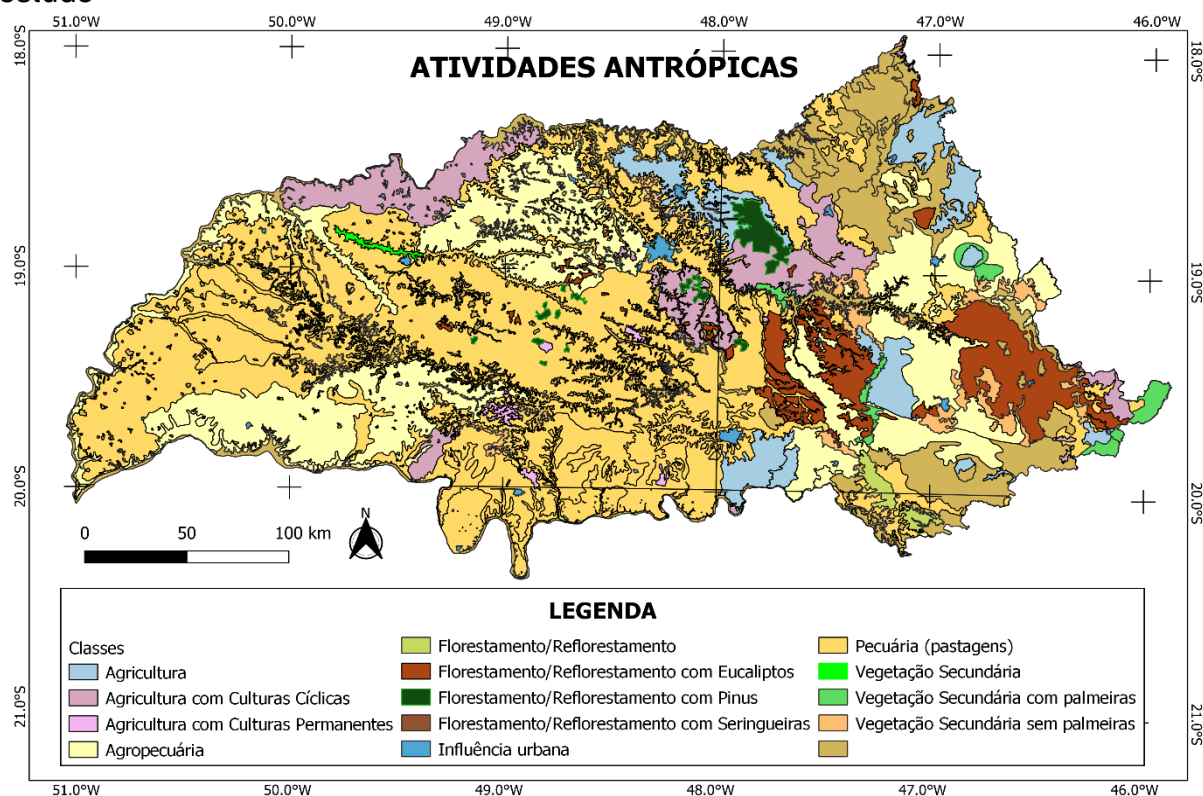 estudo
51.0°W 50.0°W 49.0°W 48.0°W 47.0°W 46.0°W
18.0°S 18.0°S
ATIVIDADES ANTRÓPICAS
19.0°S 19.0°S
20.0°S 20.0°S
0 50 100 km
N
LEGENDA
Classes
Agricultura
Agricultura com Culturas Cíclicas
Agricultura com Culturas Permanentes
Agropecuária
Florestamento/Reflorestamento
Florestamento/Reflorestamento com Eucaliptos
Florestamento/Reflorestamento com Pinus
Florestamento/Reflorestamento com Seringueiras
Influência urbana
Pecuária (pastagens)
Vegetação Secundária
Vegetação Secundária com palmeiras
Vegetação Secundária sem palmeiras
21.0°S 21.0°S
51.0°W 50.0°W 49.0°W 48.0°W 47.0°W 46.0°W